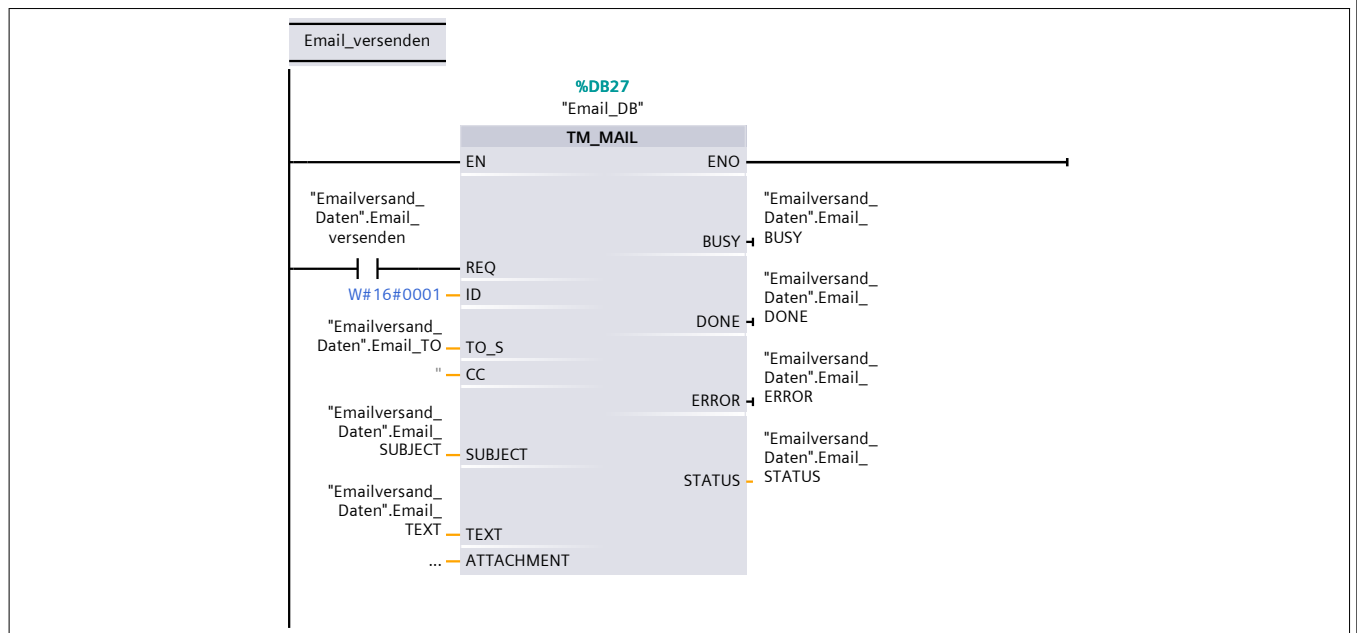 Email_versenden
%DB27
"Email_DB"
TM_MAIL
EN
ENO
"Emailversand_
Daten".Email_
versenden
REQ
W#16#0001
ID
"Emailversand_
Daten".Email_TO
TO_S
''
CC
"Emailversand_
Daten".Email_
SUBJECT
SUBJECT
"Emailversand_
Daten".Email_
TEXT
TEXT
...
ATTACHMENT
"Emailversand_
Daten".Email_
BUSY
BUSY
"Emailversand_
Daten".Email_
DONE
DONE
"Emailversand_
Daten".Email_
ERROR
ERROR
"Emailversand_
Daten".Email_
STATUS
STATUS